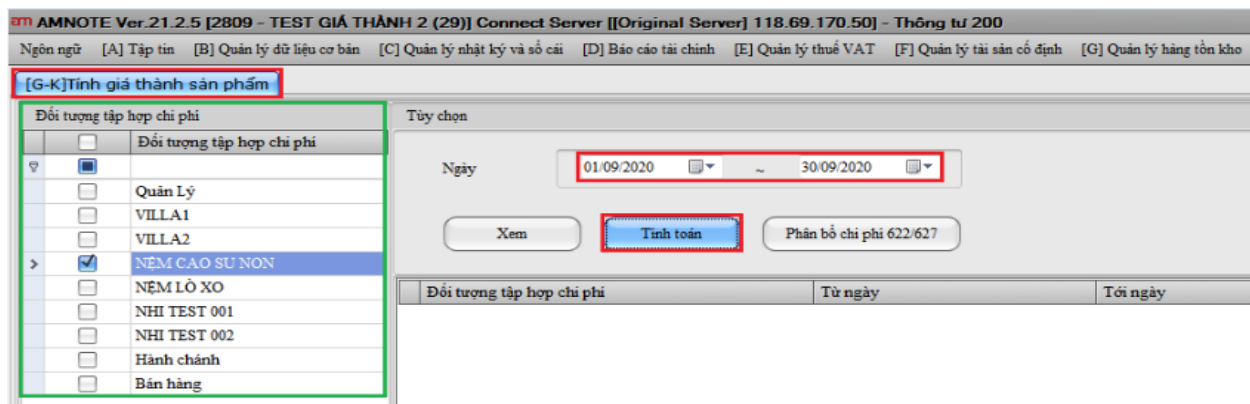 am AMNOTE Ver.21.2.5 [2809 - TEST GIÁ THÀNH 2 (29)] Connect Server [[Original Server] 118.69.170.50] - Thông tư 200
Ngôn ngữ [A] Tập tin [B] Quản lý dữ liệu cơ bản [C] Quản lý nhật ký và sổ cái [D] Báo cáo tài chính [E] Quản lý thuế VAT [F] Quản lý tài sản cố định [G] Quản lý hàng tồn kho
[G-K]Tính giá thành sản phẩm
Đối tượng tập hợp chi phí
Đối tượng tập hợp chi phí
Quản Lý
VILLA1
VILLA2
NỆM CAO SU NON
NỆM LÒ XO
NHI TEST 001
NHI TEST 002
Hành chánh
Bán hàng
Tùy chọn
Ngày 01/09/2020 ~ 30/09/2020
Xem Tính toán Phân bổ chi phí 622/627
Đối tượng tập hợp chi phí Từ ngày Tới ngày